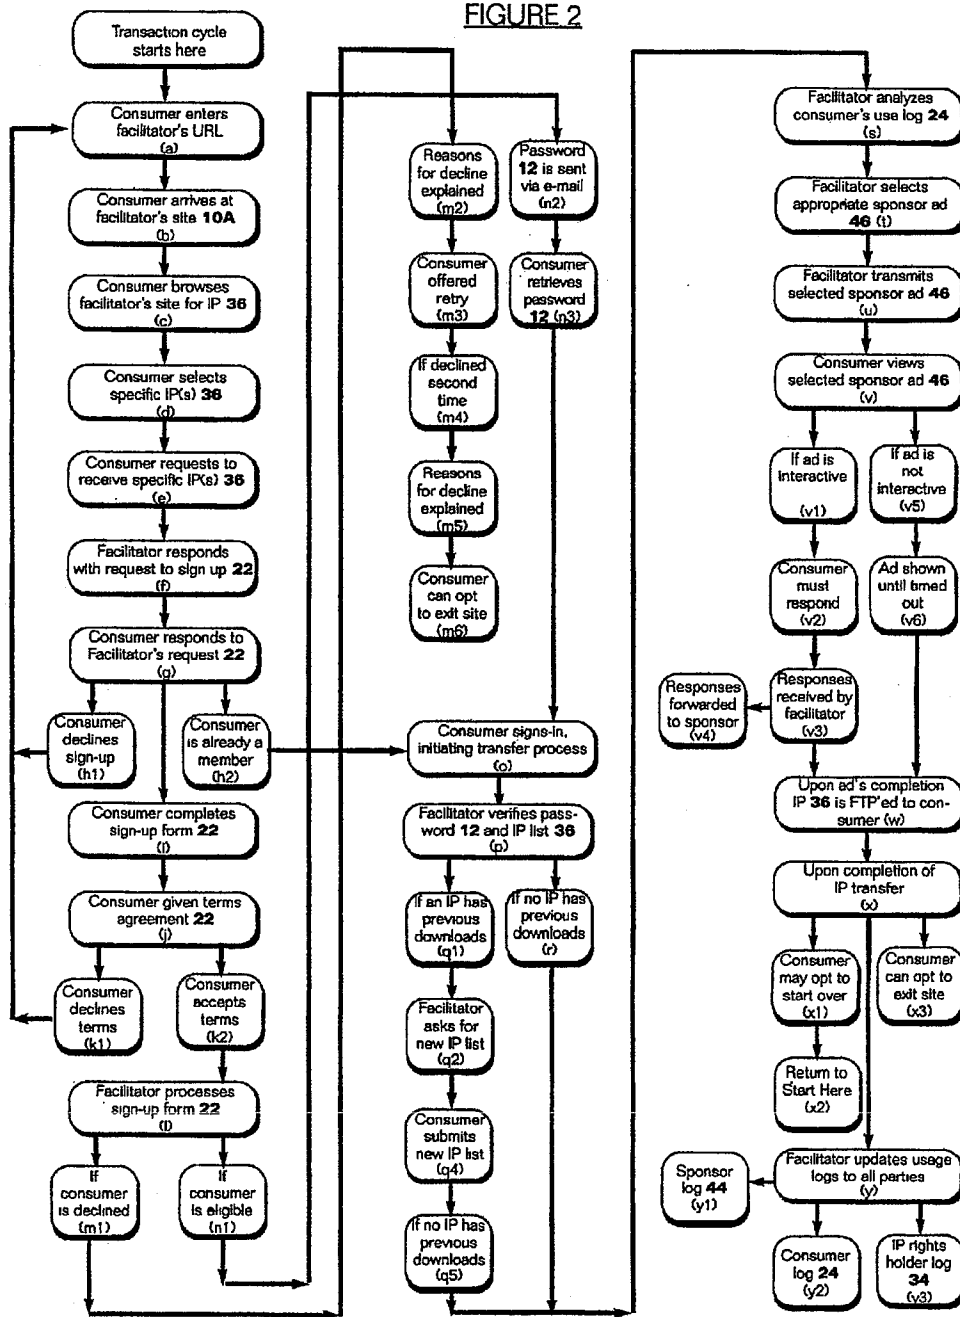 FIGURE 2
Transaction cycle
starts here
Consumer enters
facilitator's URL
(a)
Consumer arrives at
facilitator's site 10A
(b)
Consumer browses
facilitator's site for IP 36
(c)
Consumer selects
specific IP(s) 36
(d)
Consumer requests to
receive specific IP(s) 36
(e)
Facilitator responds
with request to sign up 22
(f)
Consumer responds to
Facilitator's request 22
(g)
Consumer
declines
sign-up
(h1)
Consumer
is already a
member
(h2)
Consumer completes
sign-up form 22
(i)
Consumer given terms
agreement 22
(j)
Consumer
declines
terms
(k1)
Consumer
accepts
terms
(k2)
Facilitator processes
sign-up form 22
(l)
If
consumer
is declined
(m1)
If
consumer
is eligible
(n1)
Reasons
for decline
explained
(m2)
Consumer
offered
retry
(m3)
If declined
second
time
(m4)
Reasons
for decline
explained
(m5)
Consumer
can opt
to exit site
(m6)
Password
12 is sent
via e-mail
(n2)
Consumer
retrieves
password
12 (n3)
Consumer signs-in,
initiating transfer process
(o)
Facilitator verifies pass-
word 12 and IP list 36
(p)
If an IP has
previous
downloads
(q1)
If no IP has
previous
downloads
(r)
Facilitator
asks for
new IP list
(q2)
Consumer
submits
new IP list
(q4)
If no IP has
previous
downloads
(q5)
Facilitator analyzes
consumer's use log 24
(s)
Facilitator selects
appropriate sponsor ad
46 (t)
Facilitator transmits
selected sponsor ad 46
(u)
Consumer views
selected sponsor ad 46
(v)
If ad is
interactive
(v1)
If ad is
not
interactive
(v5)
Consumer
must
respond
(v2)
Ad shown
until timed
out
(v6)
Responses
forwarded
to sponsor
(v4)
Responses
received by
facilitator
(v3)
Upon ad's completion
IP 36 is FTP'ed to con-
sumer (w)
Upon completion of
IP transfer
(x)
Consumer
may opt to
start over
(x1)
Consumer
can opt to
exit site
(x3)
Return to
Start Here
(x2)
Facilitator updates usage
logs to all parties
(y)
Sponsor
log 44
(y1)
Consumer
log 24
(y2)
IP rights
holder log
34
(y3)